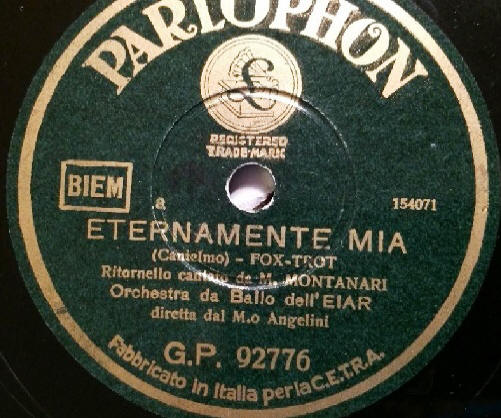 PARLOPHON
£
REGISTERED
TRADE-MARK
BIEM
a
154071
ETERNAMENTE MIA
(Canielmo) - FOX-TROT
Ritornello cantato da M. MONTANARI
Orchestra da Ballo dell'EIAR
diretta dal M.o Angelini
G.P. 92776
Fabbricato in Italia per la C.E.T.R.A.